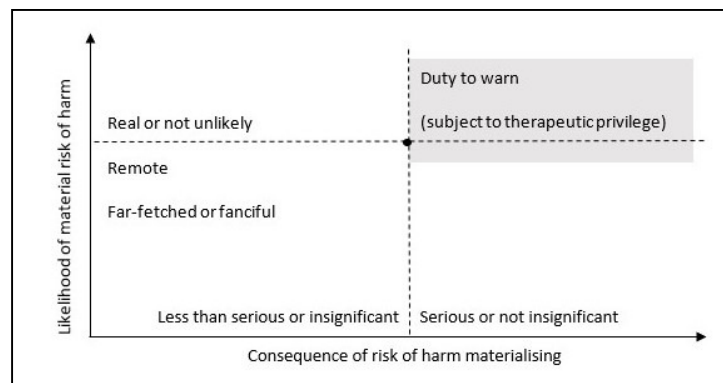 Likelihood of material risk of harm
Duty to warn
Real or not unlikely
(subject to therapeutic privilege)
Remote
Far-fetched or fanciful
Less than serious or insignificant
Serious or not insignificant
Consequence of risk of harm materialising